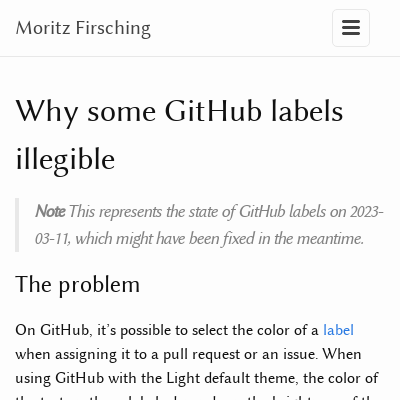 Moritz Firsching
Why some GitHub labels
illegible
Note This represents the state of GitHub labels on 2023-
03-11, which might have been fixed in the meantime.
The problem
On GitHub, it's possible to select the color of a label
when assigning it to a pull request or an issue. When
using GitHub with the Light default theme, the color of